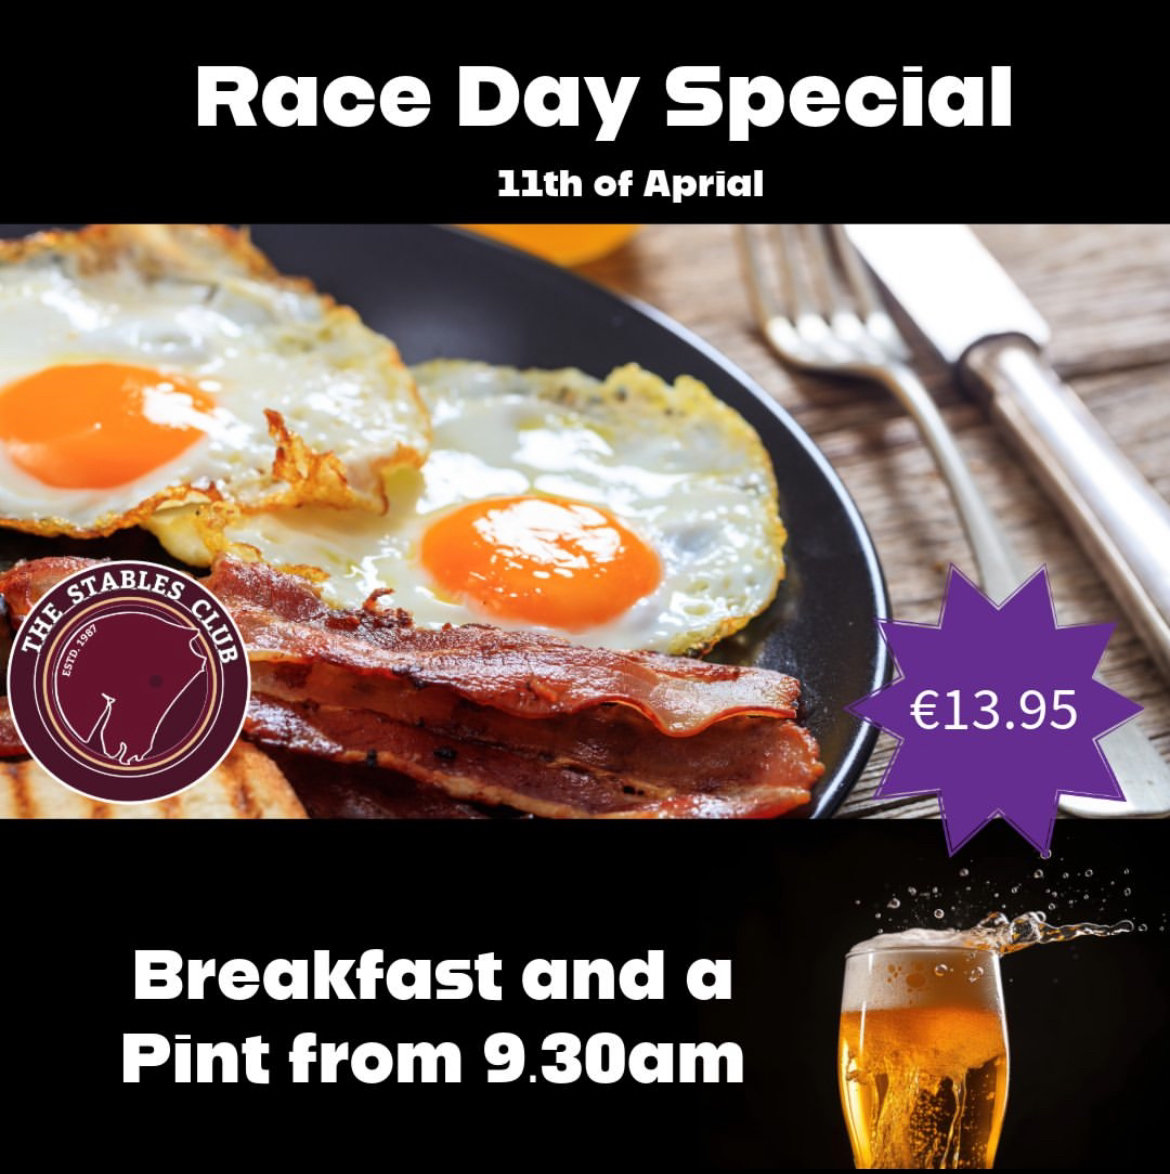 Race Day Special
11th of Aprial
THE STABLES CLUB
ESTD. 1987
€13.95
Breakfast and a
Pint from 9.30am